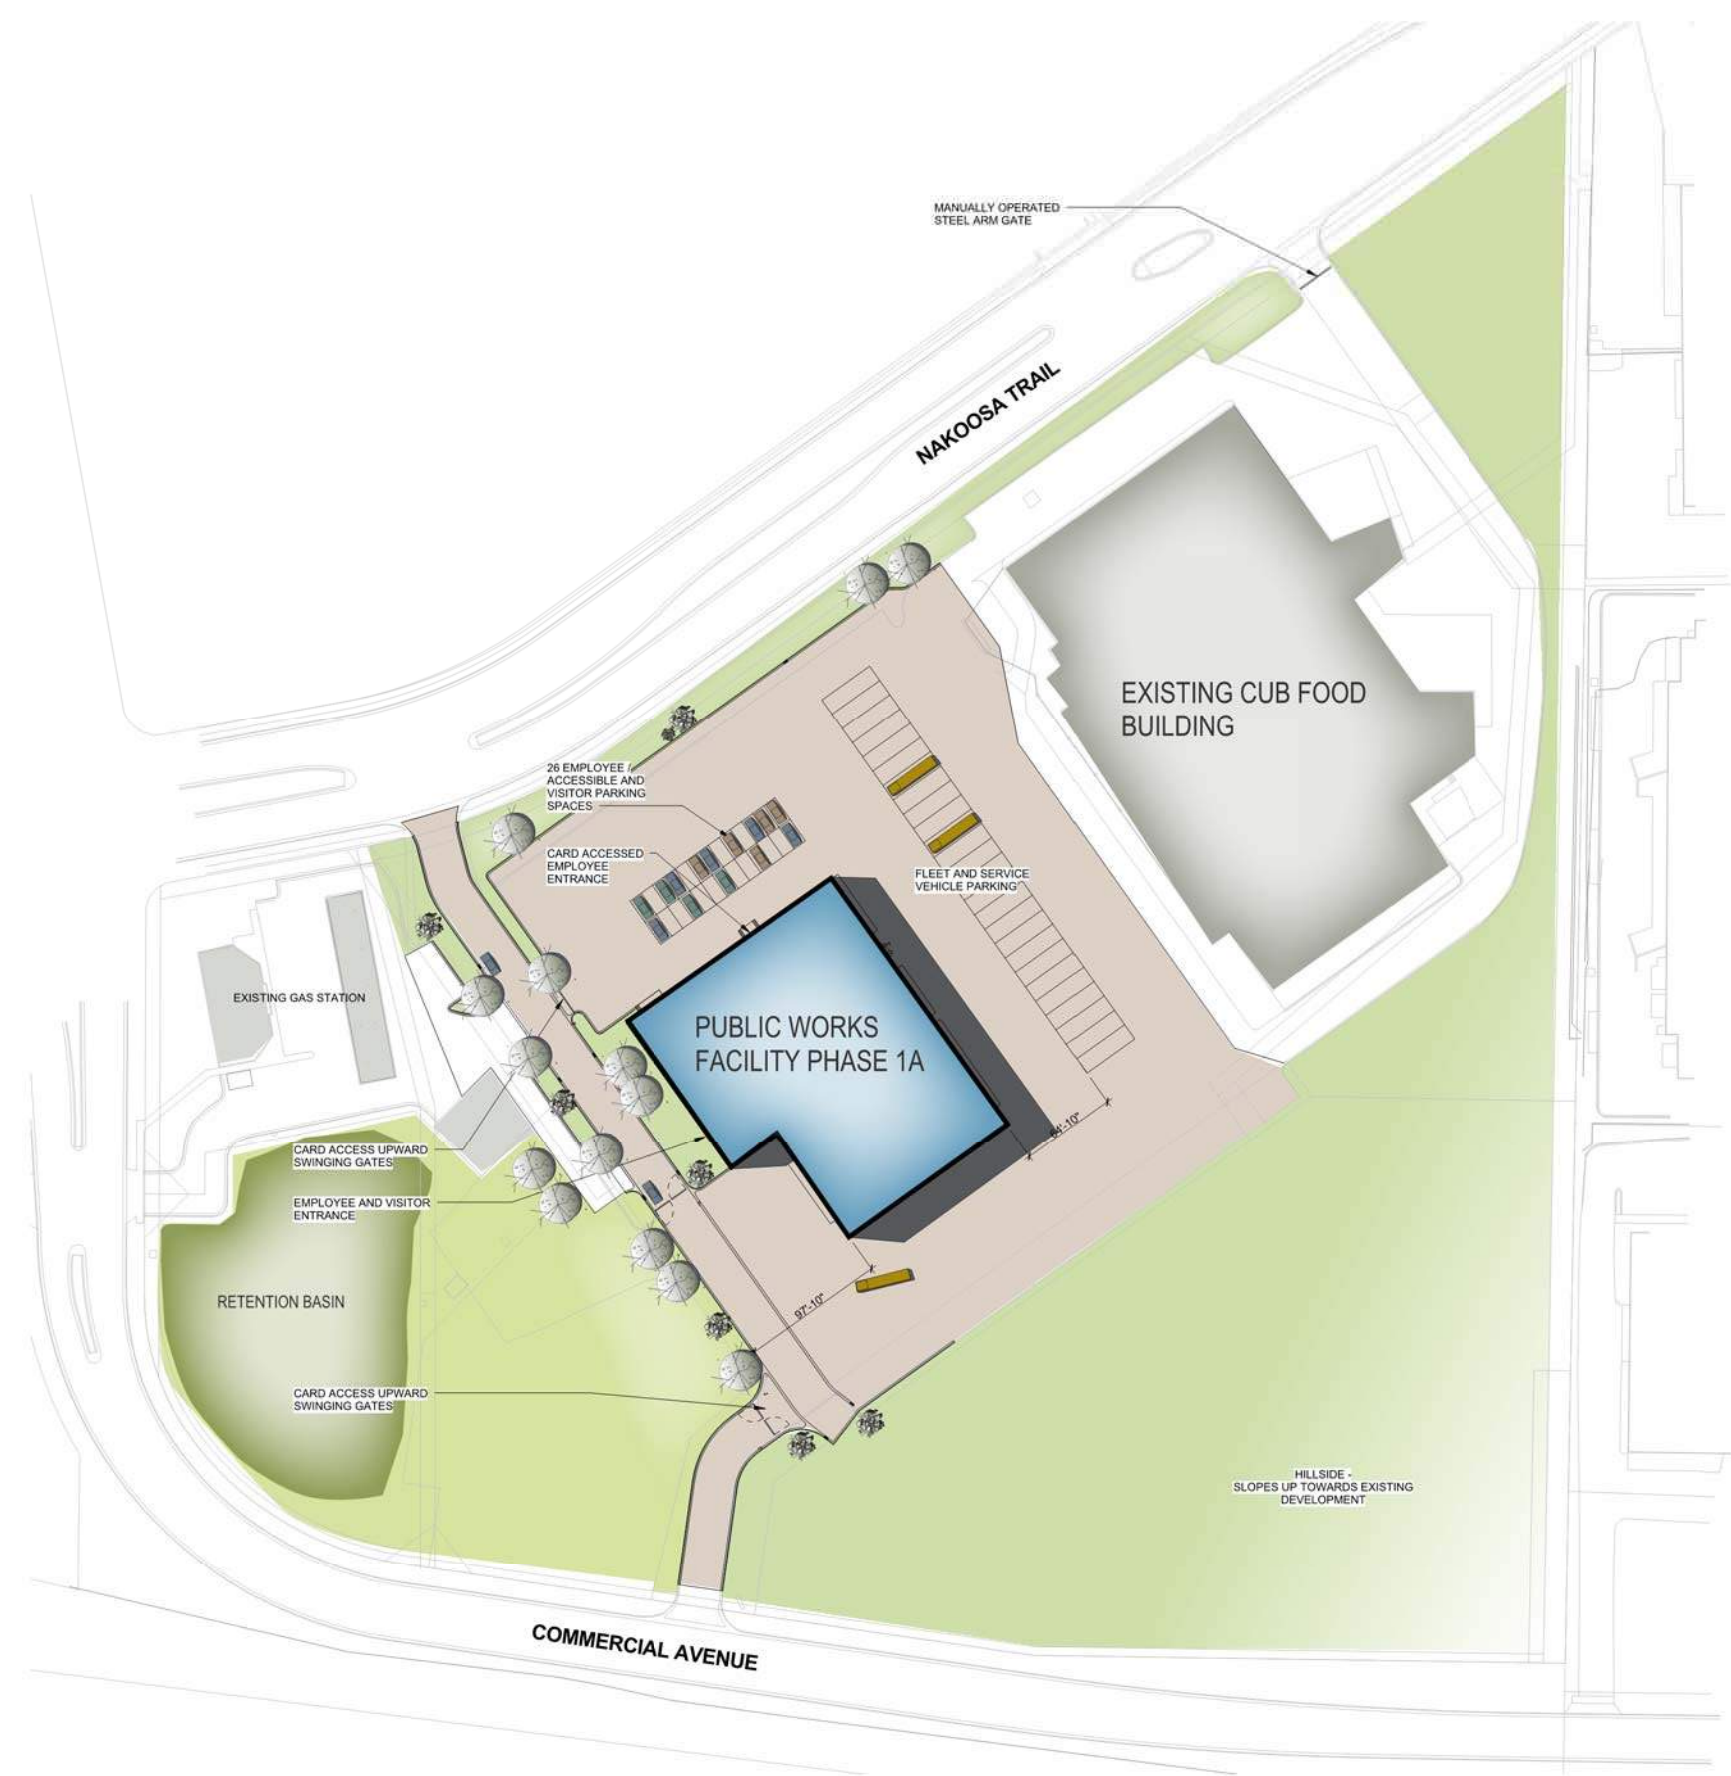 MANUALLY OPERATED
STEEL ARM GATE
NAKOOSA TRAIL
EXISTING CUB FOOD
BUILDING
26 EMPLOYEE /
ACCESSIBLE AND
VISITOR PARKING
SPACES
CARD ACCESSED
EMPLOYEE
ENTRANCE
FLEET AND SERVICE
VEHICLE PARKING
EXISTING GAS STATION
PUBLIC WORKS
FACILITY PHASE 1A
64'-10"
CARD ACCESS UPWARD
SWINGING GATES
EMPLOYEE AND VISITOR
ENTRANCE
RETENTION BASIN
97'-10"
CARD ACCESS UPWARD
SWINGING GATES
HILLSIDE -
SLOPES UP TOWARDS EXISTING
DEVELOPMENT
COMMERCIAL AVENUE